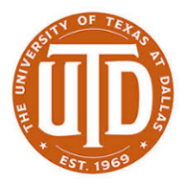 THE UNIVERSITY OF TEXAS AT DALLAS
UTD
EST. 1969